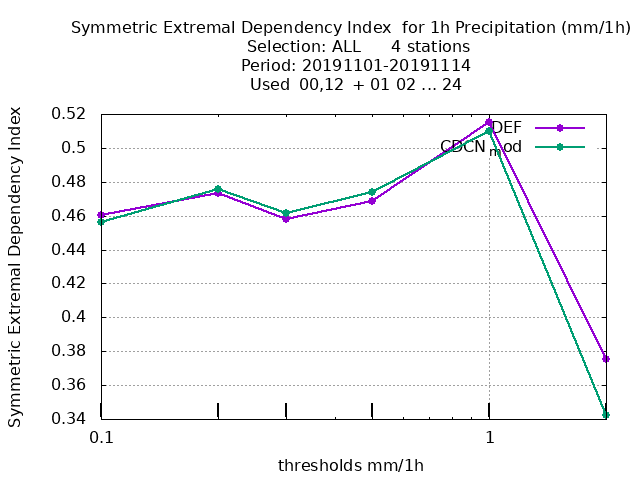 Symmetric Extremal Dependency Index for 1h Precipitation (mm/1h)
Selection: ALL 4 stations
Period: 20191101-20191114
Used 00,12 + 01 02 ... 24
Symmetric Extremal Dependency Index
0.52
0.5
0.48
0.46
0.44
0.42
0.4
0.38
0.36
0.34
DEF
CDCN mod
0.1
1
thresholds mm/1h